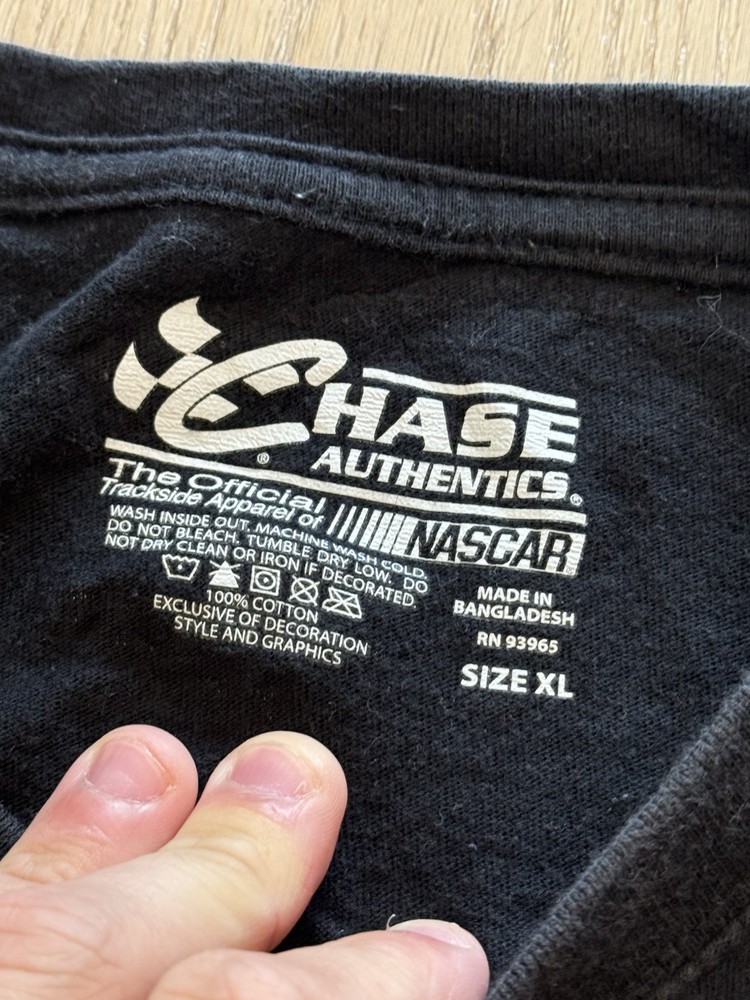 CHASE
AUTHENTICS®
®
The Official
Trackside Apparel of
NASCAR
WASH INSIDE OUT. MACHINE WASH COLD.
DO NOT BLEACH. TUMBLE DRY LOW. DO
NOT DRY CLEAN OR IRON IF DECORATED.
100% COTTON
EXCLUSIVE OF DECORATION
STYLE AND GRAPHICS
MADE IN
BANGLADESH
RN 93965
SIZE XL